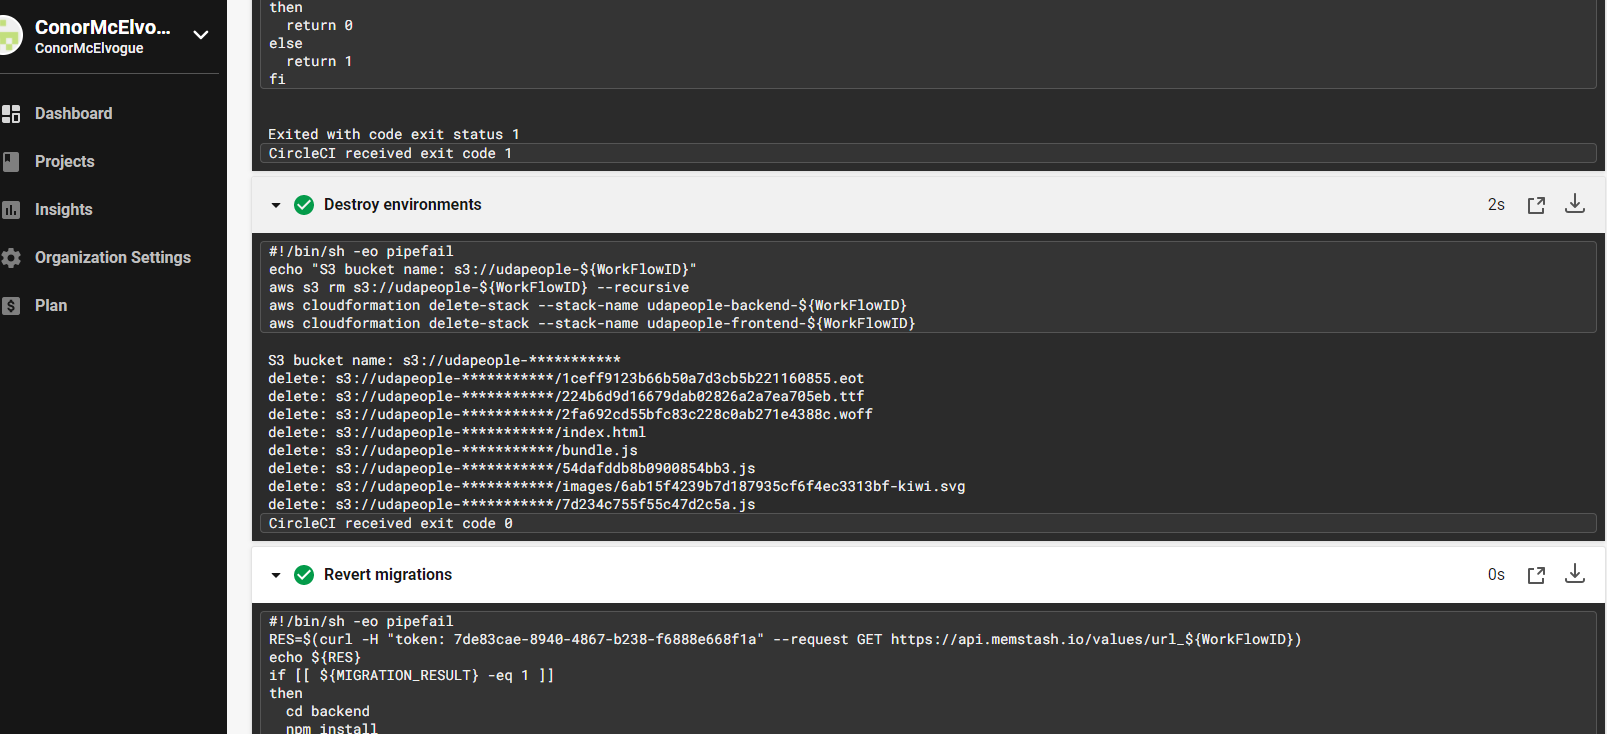 ConorMcElvo...
ConorMcElvogue
Dashboard
Projects
Insights
Organization Settings
Plan
then
  return 0
else
  return 1
fi
Exited with code exit status 1
CircleCI received exit code 1
Destroy environments
2s
#!/bin/sh -eo pipefail
echo "S3 bucket name: s3://udapeople-${WorkFlowID}"
aws s3 rm s3://udapeople-${WorkFlowID} --recursive
aws cloudformation delete-stack --stack-name udapeople-backend-${WorkFlowID}
aws cloudformation delete-stack --stack-name udapeople-frontend-${WorkFlowID}
S3 bucket name: s3://udapeople-***********
delete: s3://udapeople-***********/1ceff9123b66b50a7d3cb5b221160855.eot
delete: s3://udapeople-***********/224b6d9d16679dab02826a2a7ea705eb.ttf
delete: s3://udapeople-***********/2fa692cd55bfc83c228c0ab271e4388c.woff
delete: s3://udapeople-***********/index.html
delete: s3://udapeople-***********/bundle.js
delete: s3://udapeople-***********/54dafddb8b0900854bb3.js
delete: s3://udapeople-***********/images/6ab15f4239b7d187935cf6f4ec3313bf-kiwi.svg
delete: s3://udapeople-***********/7d234c755f55c47d2c5a.js
CircleCI received exit code 0
Revert migrations
0s
#!/bin/sh -eo pipefail
RES=$(curl -H "token: 7de83cae-8940-4867-b238-f6888e668f1a" --request GET https://api.memstash.io/values/url_${WorkFlowID})
echo ${RES}
if [[ ${MIGRATION_RESULT} -eq 1 ]]
then
  cd backend
  npm install